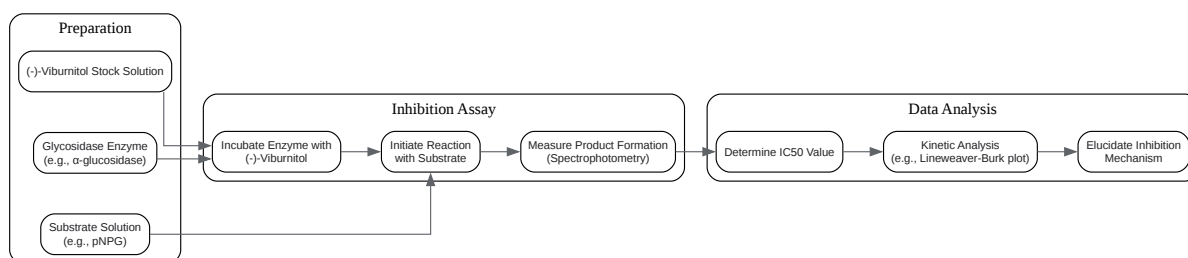 Preparation
(-)-Viburnitol Stock Solution
Glycosidase Enzyme
(e.g., α-glucosidase)
Substrate Solution
(e.g., pNPG)
Inhibition Assay
Incubate Enzyme with
(-)-Viburnitol
Initiate Reaction
with Substrate
Measure Product Formation
(Spectrophotometry)
Data Analysis
Determine IC50 Value
Kinetic Analysis
(e.g., Lineweaver-Burk plot)
Elucidate Inhibition
Mechanism